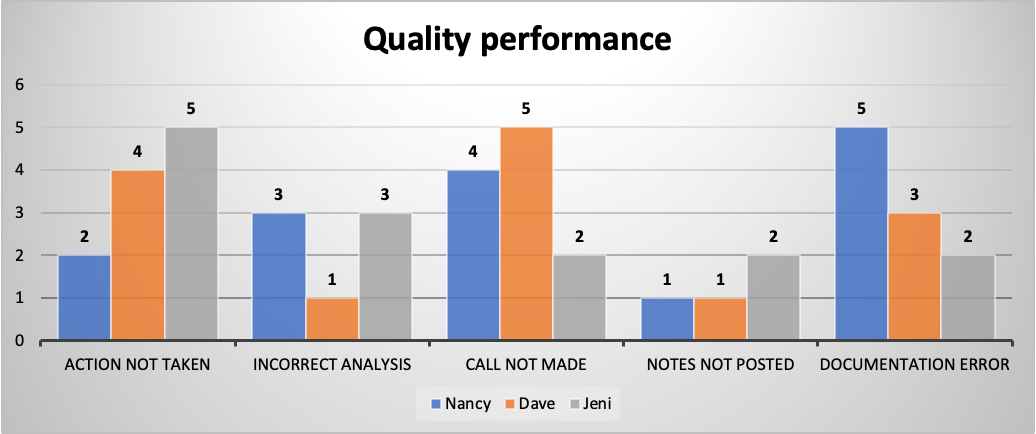 Quality performance
6
5
4
3
2
1
0
2 4 5
3 1 3
4 5 2
1 1 2
5 3 2
ACTION NOT TAKEN INCORRECT ANALYSIS CALL NOT MADE NOTES NOT POSTED DOCUMENTATION ERROR
Nancy Dave Jeni